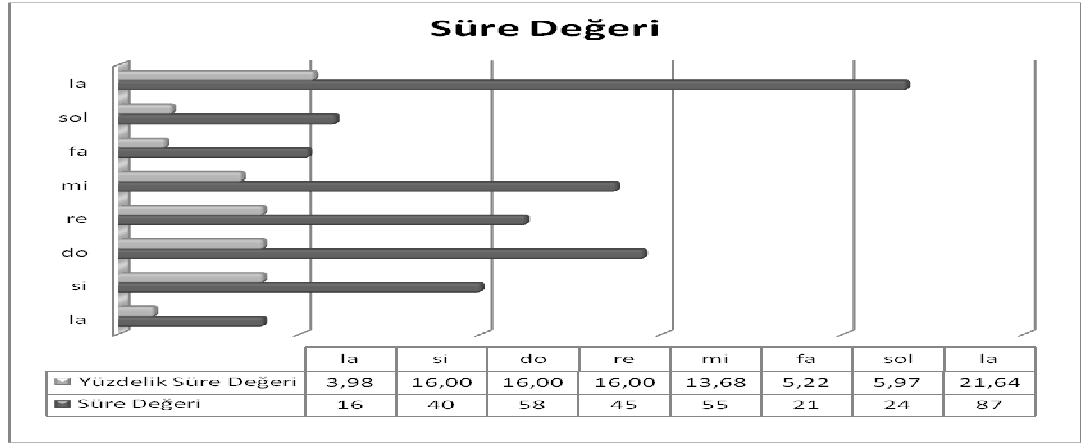 Süre Değeri
la
sol
fa
mi
re
do
si
la
la si do re mi fa sol la
Yüzdelik Süre Değeri 3,98 16,00 16,00 16,00 13,68 5,22 5,97 21,64
Süre Değeri 16 40 58 45 55 21 24 87